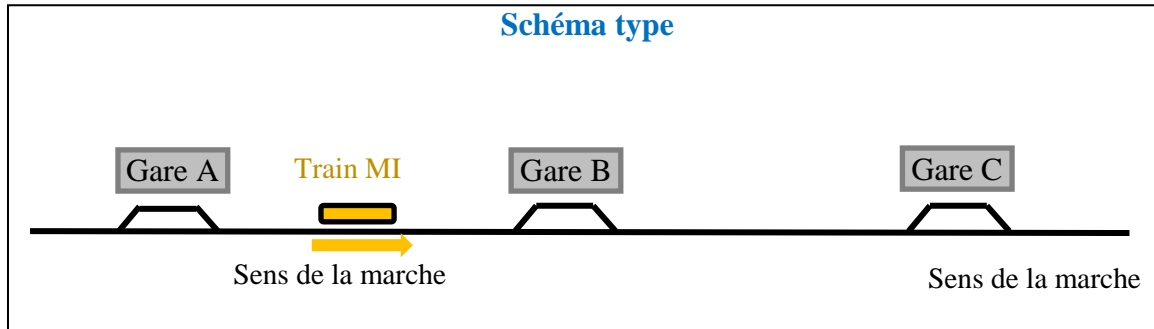 Schéma type
Gare A
Train MI
Gare B
Gare C
Sens de la marche
Sens de la marche